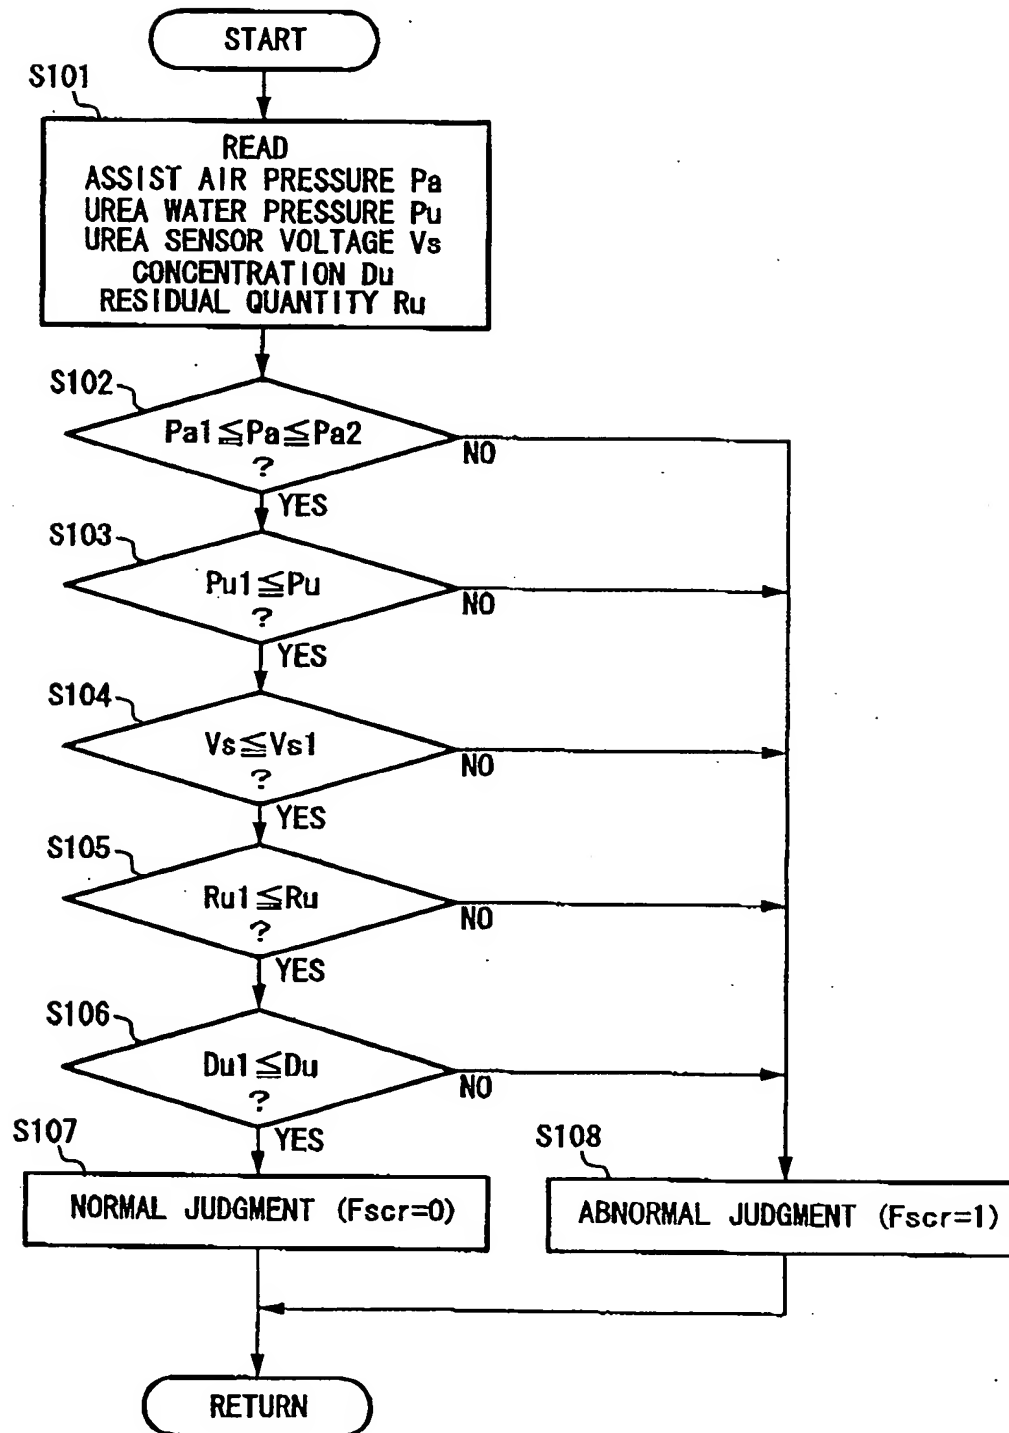 START
S101
READ
ASSIST AIR PRESSURE Pa
UREA WATER PRESSURE Pu
UREA SENSOR VOLTAGE Vs
CONCENTRATION Du
RESIDUAL QUANTITY Ru
S102
Pa1≦Pa≦Pa2
?
NO
YES
S103
Pu1≦Pu
?
NO
YES
S104
Vs≦Vs1
?
NO
YES
S105
Ru1≦Ru
?
NO
YES
S106
Du1≦Du
?
NO
YES
S107
NORMAL JUDGMENT (Fscr=0)
S108
ABNORMAL JUDGMENT (Fscr=1)
RETURN